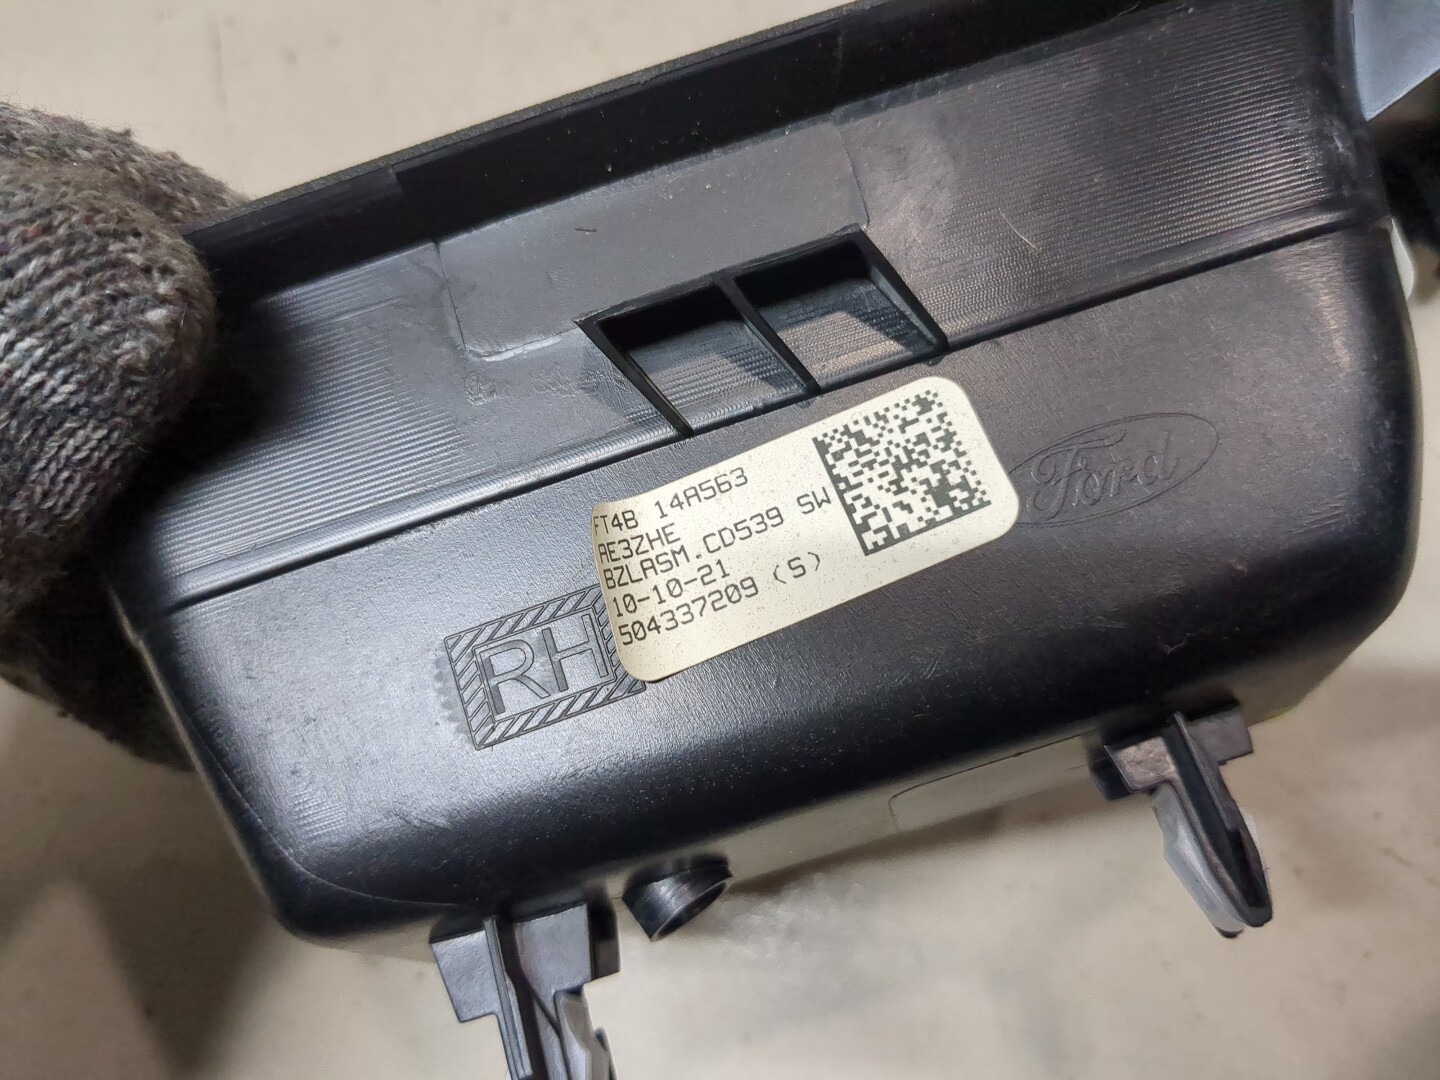 FT4B 14A563
AE3ZHE
BZLASM.CD539 SW
10-10-21
504337209 (S)
Ford
RH